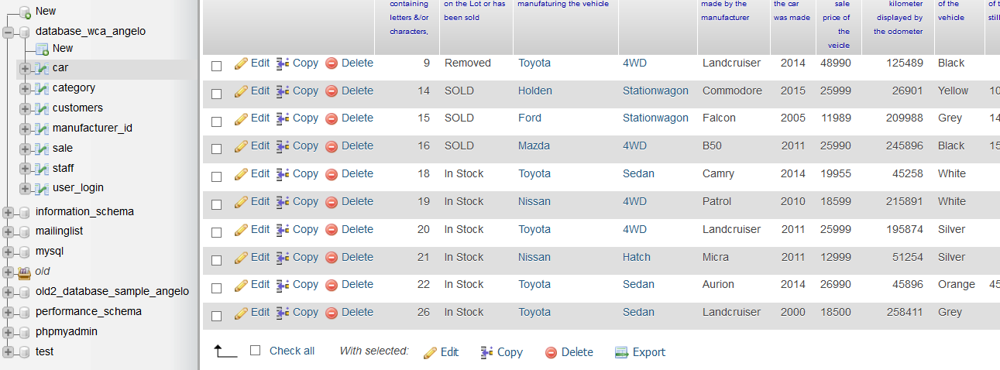 New
database_wca_angelo
New
car
category
customers
manufacturer_id
sale
staff
user_login
information_schema
mailinglist
mysql
old
old2_database_sample_angelo
performance_schema
phpmyadmin
test
containing
letters &/or
characters,
on the Lot or has
been sold
manufaturing the vehicle
made by the
manufacturer
the car
was made
sale
price of
the
veicle
kilometer
displayed by
the odometer
of the
vehicle
of t
still
Edit Copy Delete 9 Removed Toyota 4WD Landcruiser 2014 48990 125489 Black
Edit Copy Delete 14 SOLD Holden Stationwagon Commodore 2015 25999 26901 Yellow 10
Edit Copy Delete 15 SOLD Ford Stationwagon Falcon 2005 11989 209988 Grey 14
Edit Copy Delete 16 SOLD Mazda 4WD B50 2011 25990 245896 Black 15
Edit Copy Delete 18 In Stock Toyota Sedan Camry 2014 19955 45258 White
Edit Copy Delete 19 In Stock Nissan 4WD Patrol 2010 18599 215891 White
Edit Copy Delete 20 In Stock Toyota 4WD Landcruiser 2011 25999 195874 Silver
Edit Copy Delete 21 In Stock Nissan Hatch Micra 2011 12999 51254 Silver
Edit Copy Delete 22 In Stock Toyota Sedan Aurion 2014 26990 45896 Orange 45
Edit Copy Delete 26 In Stock Toyota Sedan Landcruiser 2000 18500 258411 Grey
Check all With selected: Edit Copy Delete Export